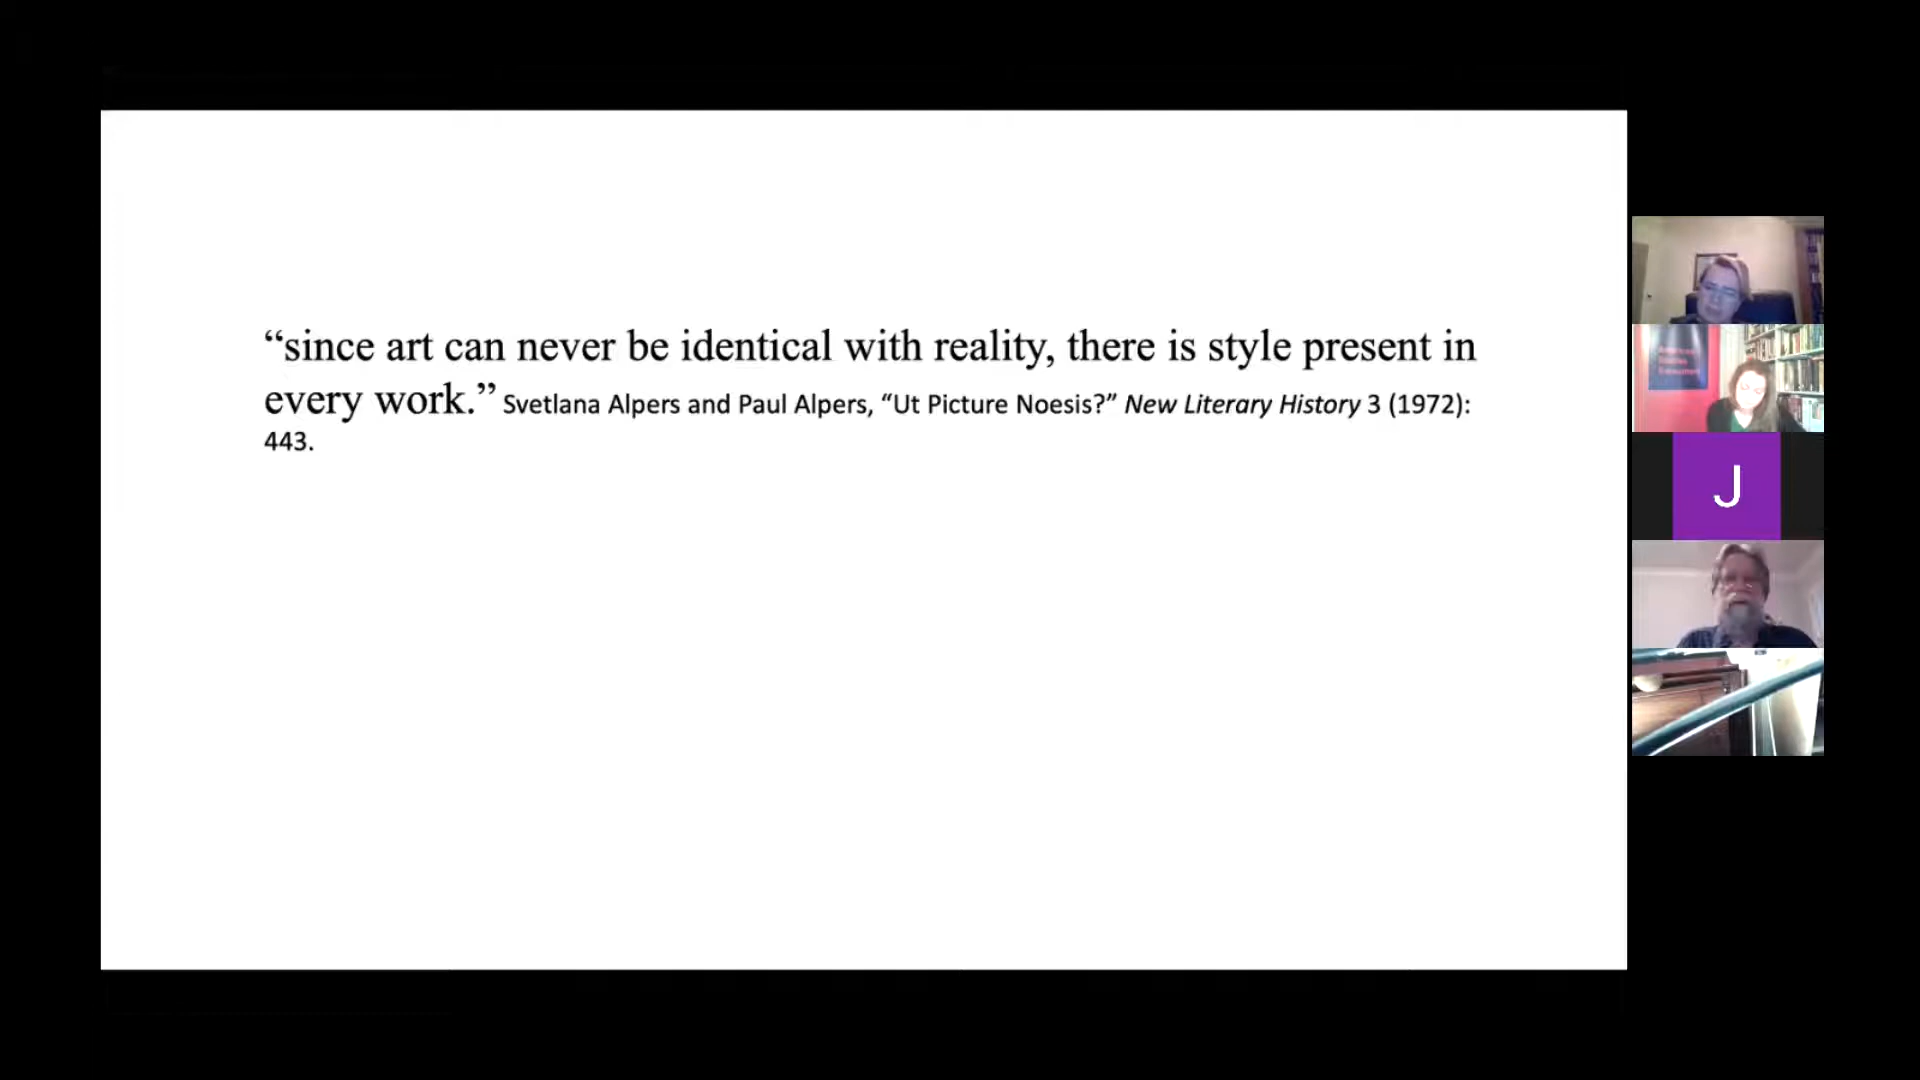 “since art can never be identical with reality, there is style present in
every work.” Svetlana Alpers and Paul Alpers, “Ut Picture Noesis?” New Literary History 3 (1972):
443.
J